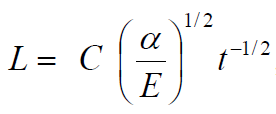 L = C (α/E)^{1/2} t^{-1/2}